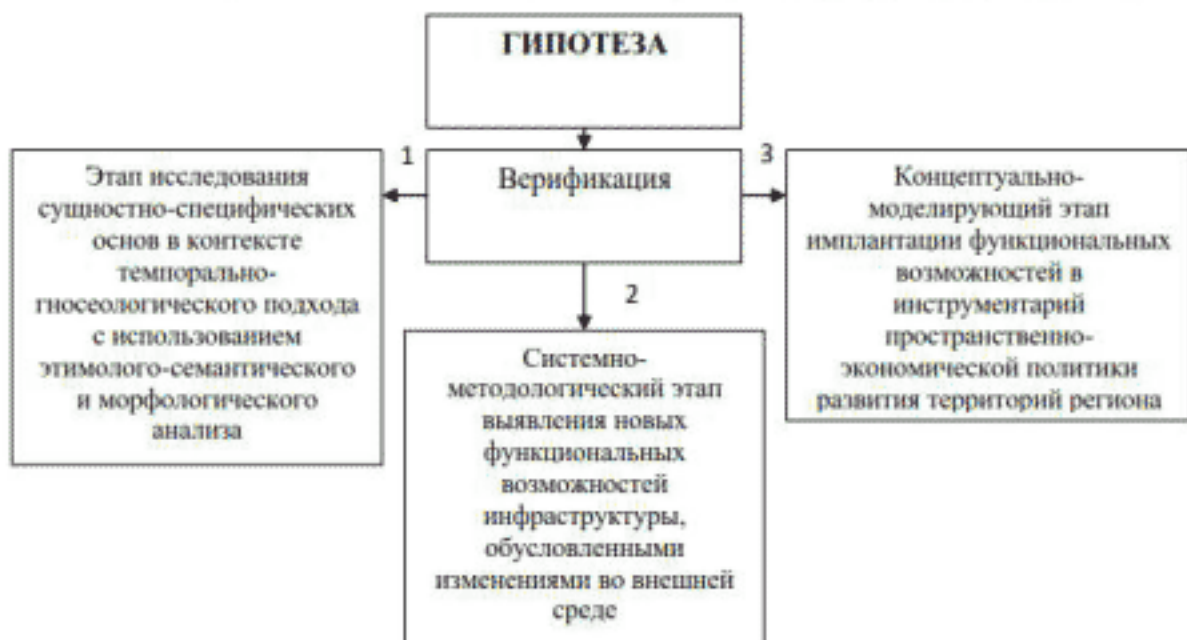 ГИПОТЕЗА
Верификация
1
Этап исследования
сущностно-специфических
основ в контексте
темпорально-
гносеологического подхода
с использованием
этимолого-семантического
и морфологического
анализа
2
Системно-
методологический этап
выявления новых
функциональных
возможностей
инфраструктуры,
обусловленными
изменениями во внешней
среде
3
Концептуально-
моделирующий этап
имплантации функциональных
возможностей в
инструментарий
пространственно-
экономической политики
развития территорий региона